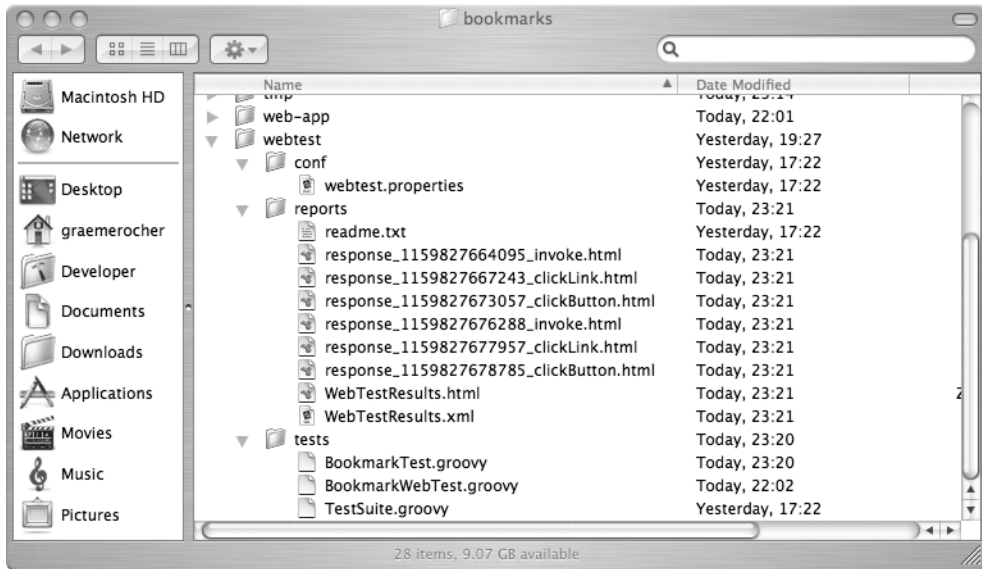 bookmarks
Name Date Modified
Macintosh HD
Network
Desktop
graemerocher
Developer
Documents
Downloads
Applications
Movies
Music
Pictures
tmp Today, 23:14
web-app Today, 22:01
webtest Yesterday, 19:27
conf Yesterday, 17:22
webtest.properties Yesterday, 17:22
reports Today, 23:21
readme.txt Yesterday, 17:22
response_1159827664095_invoke.html Today, 23:21
response_1159827667243_clickLink.html Today, 23:21
response_1159827673057_clickButton.html Today, 23:21
response_1159827676288_invoke.html Today, 23:21
response_1159827677957_clickLink.html Today, 23:21
response_1159827678785_clickButton.html Today, 23:21
WebTestResults.html Today, 23:21
WebTestResults.xml Today, 23:21
tests Today, 23:20
BookmarkTest.groovy Today, 23:20
BookmarkWebTest.groovy Today, 22:02
TestSuite.groovy Yesterday, 17:22
28 items, 9.07 GB available